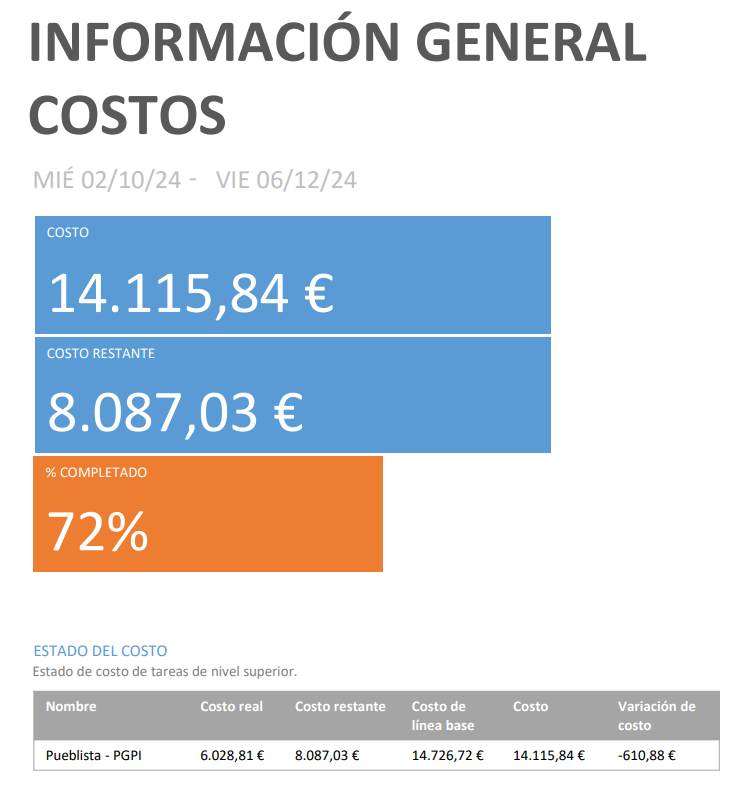 INFORMACIÓN GENERAL
COSTOS
MIÉ 02/10/24 - VIE 06/12/24
COSTO
14.115,84 €
COSTO RESTANTE
8.087,03 €
% COMPLETADO
72%
ESTADO DEL COSTO
Estado de costo de tareas de nivel superior.
Nombre Costo real Costo restante Costo de línea base Costo Variación de costo
Pueblista - PGPI 6.028,81 € 8.087,03 € 14.726,72 € 14.115,84 € -610,88 €